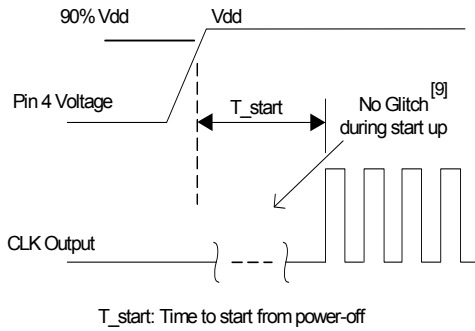 90% Vdd
Vdd
Pin 4 Voltage
T_start
No Glitch [9]
during start up
CLK Output
T_start: Time to start from power-off